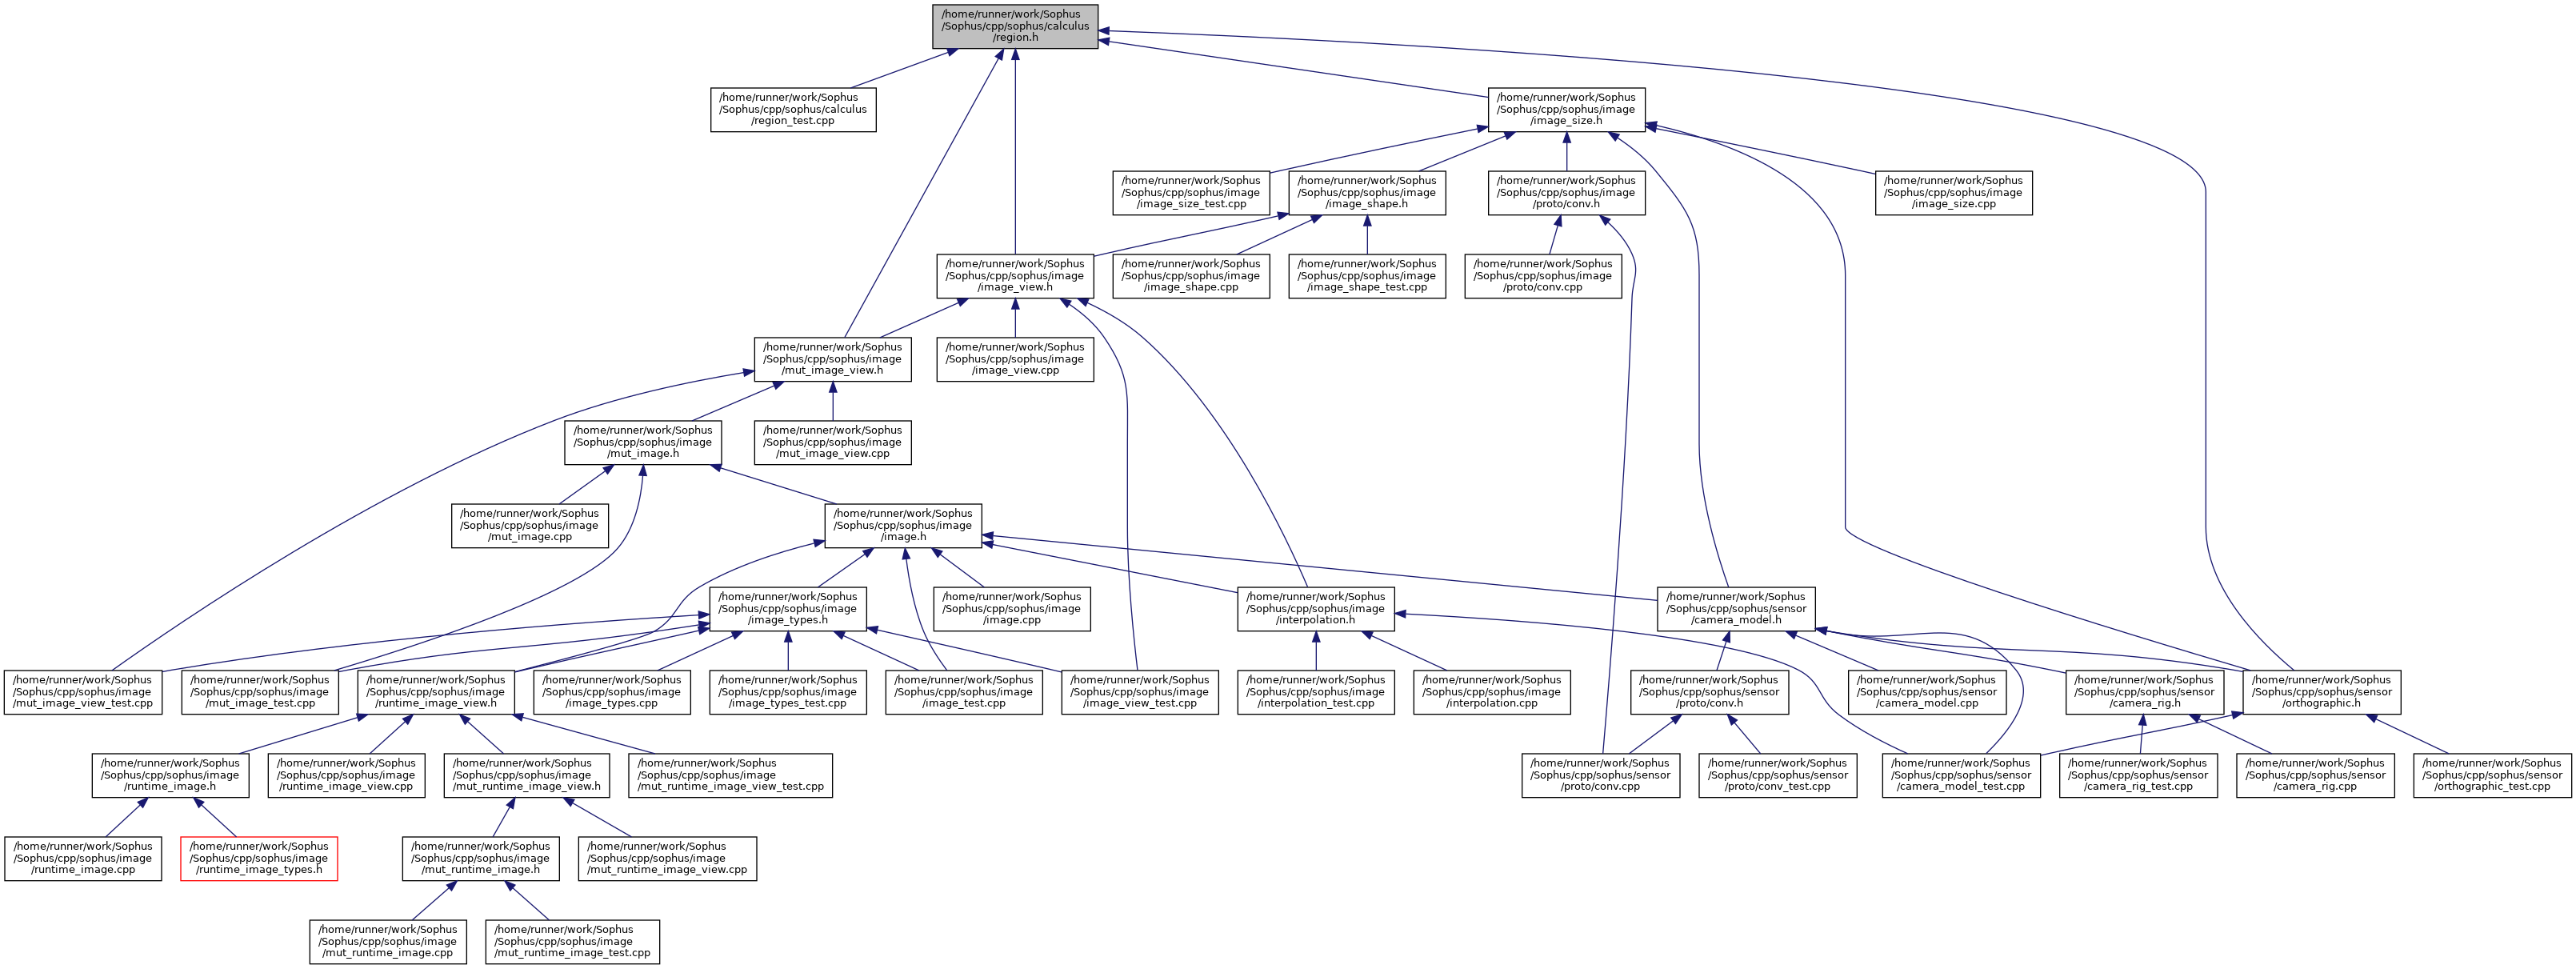 /home/runner/work/Sophus
/Sophus/cpp/sophus/calculus
/region.h
/home/runner/work/Sophus
/Sophus/cpp/sophus/calculus
/region_test.cpp
/home/runner/work/Sophus
/Sophus/cpp/sophus/image
/image_size.h
/home/runner/work/Sophus
/Sophus/cpp/sophus/image
/image_size_test.cpp
/home/runner/work/Sophus
/Sophus/cpp/sophus/image
/image_shape.h
/home/runner/work/Sophus
/Sophus/cpp/sophus/image
/proto/conv.h
/home/runner/work/Sophus
/Sophus/cpp/sophus/image
/image_size.cpp
/home/runner/work/Sophus
/Sophus/cpp/sophus/image
/image_view.h
/home/runner/work/Sophus
/Sophus/cpp/sophus/image
/image_shape.cpp
/home/runner/work/Sophus
/Sophus/cpp/sophus/image
/image_shape_test.cpp
/home/runner/work/Sophus
/Sophus/cpp/sophus/image
/proto/conv.cpp
/home/runner/work/Sophus
/Sophus/cpp/sophus/image
/mut_image_view.h
/home/runner/work/Sophus
/Sophus/cpp/sophus/image
/image_view.cpp
/home/runner/work/Sophus
/Sophus/cpp/sophus/image
/mut_image.h
/home/runner/work/Sophus
/Sophus/cpp/sophus/image
/mut_image_view.cpp
/home/runner/work/Sophus
/Sophus/cpp/sophus/image
/mut_image.cpp
/home/runner/work/Sophus
/Sophus/cpp/sophus/image
/image.h
/home/runner/work/Sophus
/Sophus/cpp/sophus/image
/image_types.h
/home/runner/work/Sophus
/Sophus/cpp/sophus/image
/image.cpp
/home/runner/work/Sophus
/Sophus/cpp/sophus/image
/interpolation.h
/home/runner/work/Sophus
/Sophus/cpp/sophus/sensor
/camera_model.h
/home/runner/work/Sophus
/Sophus/cpp/sophus/image
/mut_image_view_test.cpp
/home/runner/work/Sophus
/Sophus/cpp/sophus/image
/mut_image_test.cpp
/home/runner/work/Sophus
/Sophus/cpp/sophus/image
/runtime_image_view.h
/home/runner/work/Sophus
/Sophus/cpp/sophus/image
/image_types.cpp
/home/runner/work/Sophus
/Sophus/cpp/sophus/image
/image_types_test.cpp
/home/runner/work/Sophus
/Sophus/cpp/sophus/image
/image_test.cpp
/home/runner/work/Sophus
/Sophus/cpp/sophus/image
/image_view_test.cpp
/home/runner/work/Sophus
/Sophus/cpp/sophus/image
/interpolation_test.cpp
/home/runner/work/Sophus
/Sophus/cpp/sophus/image
/interpolation.cpp
/home/runner/work/Sophus
/Sophus/cpp/sophus/sensor
/proto/conv.h
/home/runner/work/Sophus
/Sophus/cpp/sophus/sensor
/camera_model.cpp
/home/runner/work/Sophus
/Sophus/cpp/sophus/sensor
/camera_rig.h
/home/runner/work/Sophus
/Sophus/cpp/sophus/sensor
/orthographic.h
/home/runner/work/Sophus
/Sophus/cpp/sophus/image
/runtime_image.h
/home/runner/work/Sophus
/Sophus/cpp/sophus/image
/runtime_image_view.cpp
/home/runner/work/Sophus
/Sophus/cpp/sophus/image
/mut_runtime_image_view.h
/home/runner/work/Sophus
/Sophus/cpp/sophus/image
/mut_runtime_image_view_test.cpp
/home/runner/work/Sophus
/Sophus/cpp/sophus/sensor
/proto/conv.cpp
/home/runner/work/Sophus
/Sophus/cpp/sophus/sensor
/proto/conv_test.cpp
/home/runner/work/Sophus
/Sophus/cpp/sophus/sensor
/camera_model_test.cpp
/home/runner/work/Sophus
/Sophus/cpp/sophus/sensor
/camera_rig_test.cpp
/home/runner/work/Sophus
/Sophus/cpp/sophus/sensor
/camera_rig.cpp
/home/runner/work/Sophus
/Sophus/cpp/sophus/sensor
/orthographic_test.cpp
/home/runner/work/Sophus
/Sophus/cpp/sophus/image
/runtime_image.cpp
/home/runner/work/Sophus
/Sophus/cpp/sophus/image
/runtime_image_types.h
/home/runner/work/Sophus
/Sophus/cpp/sophus/image
/mut_runtime_image.h
/home/runner/work/Sophus
/Sophus/cpp/sophus/image
/mut_runtime_image_view.cpp
/home/runner/work/Sophus
/Sophus/cpp/sophus/image
/mut_runtime_image.cpp
/home/runner/work/Sophus
/Sophus/cpp/sophus/image
/mut_runtime_image_test.cpp